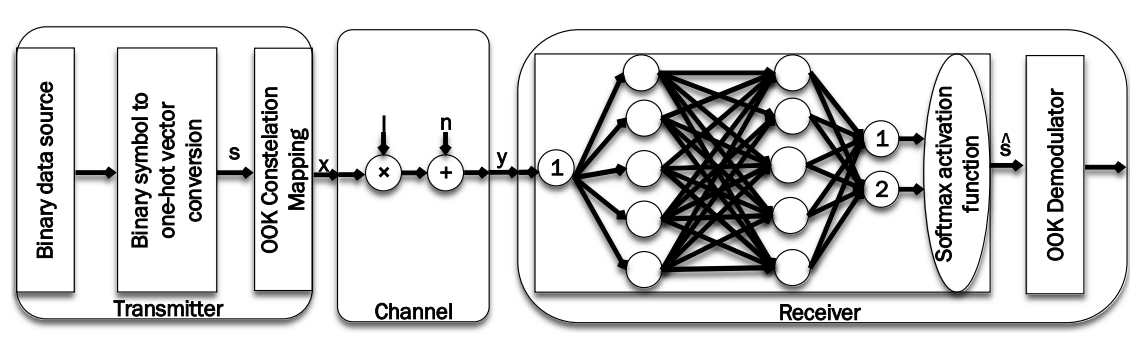 Binary data source
Binary symbol to
one-hot vector
conversion
s
OOK Constelation
Mapping
x
I
×
n
+
y
1
1
2
Softmax activation
function
ŝ
OOK Demodulator
Transmitter
Channel
Receiver